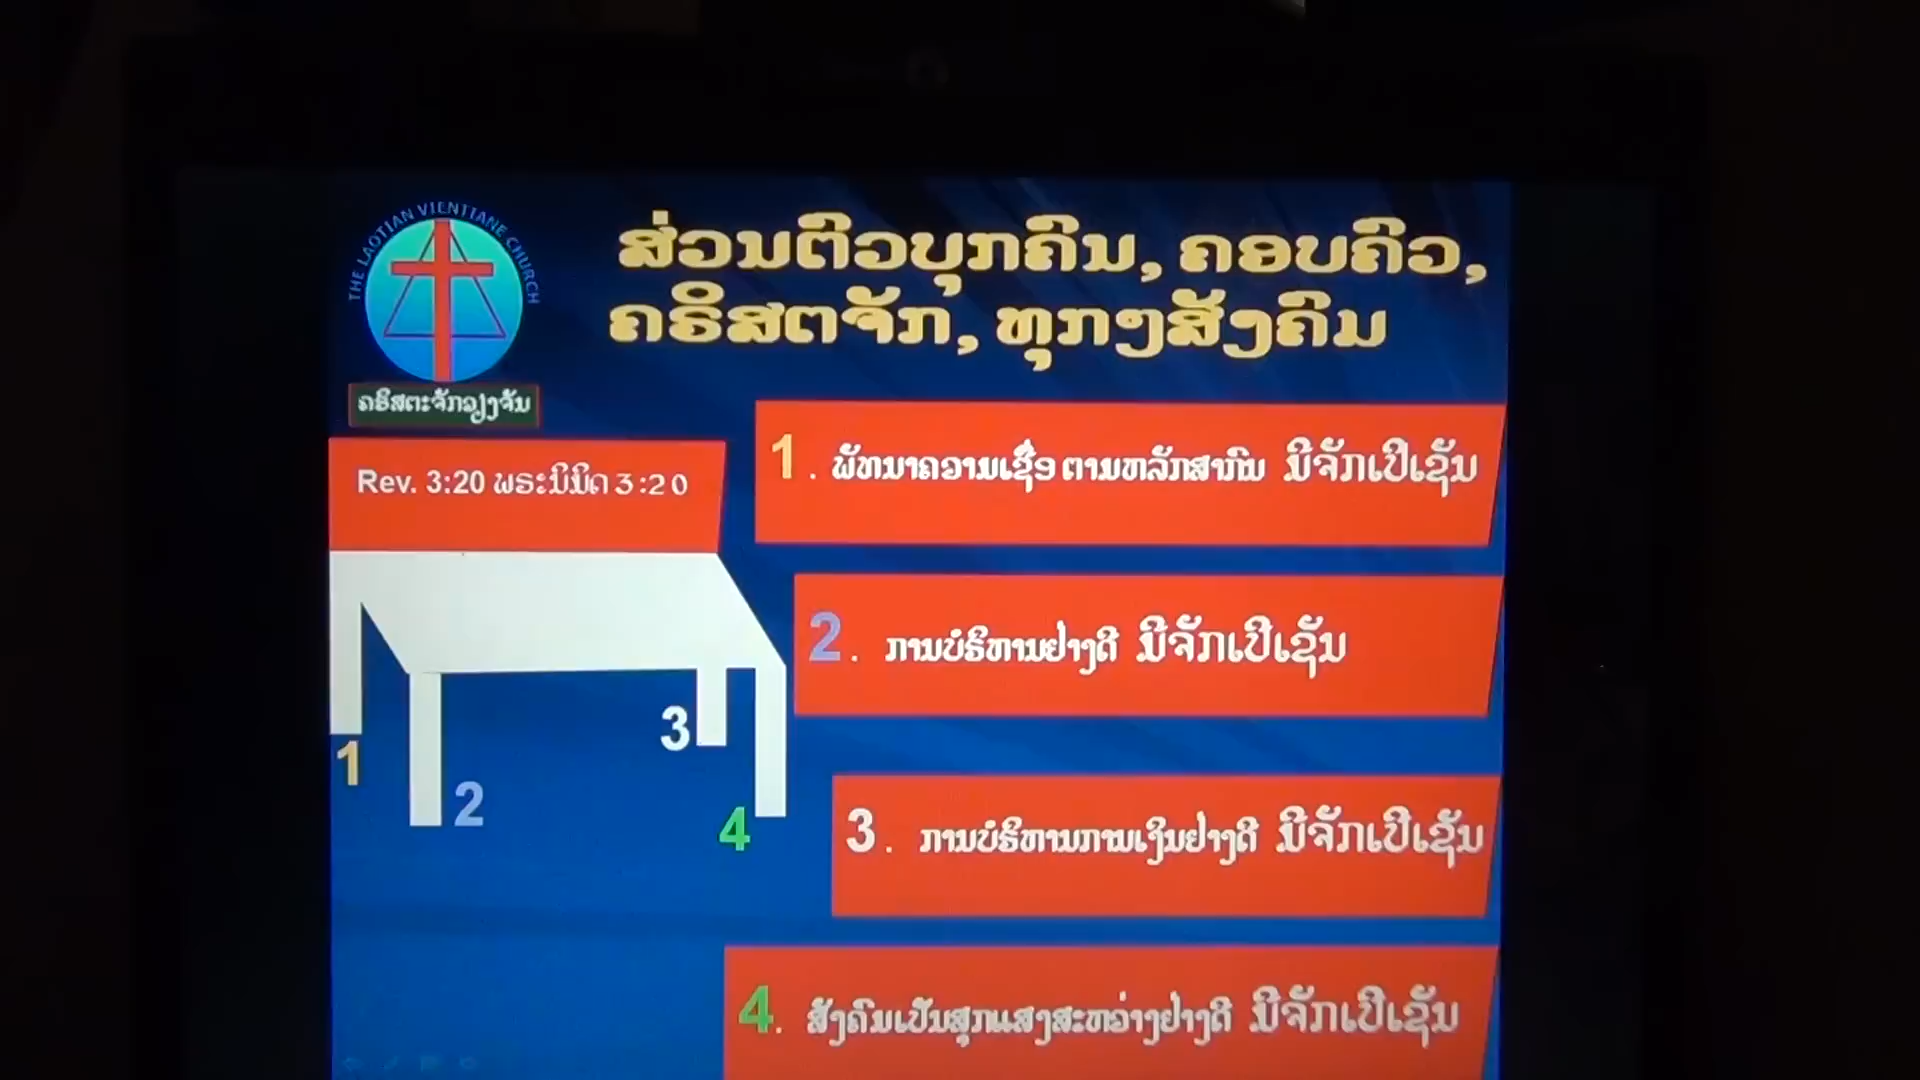 THE LAOTIAN VIENTIANE CHURCH
ຄຣິສຕະຈັກວຽງຈັນ
ສ່ວນຕົວບຸກຄົນ, ຄອບຄົວ,
ຄຣິສຕຈັກ, ທຸກໆສັງຄົມ
Rev. 3:20 ພຣະນິມິດ 3:20
1
2
3
4
1. ພັທນາຄວາມເຊື່ອ ຕາມຫລັກສາກົນ ມີຈັກເປີເຊັນ
2. ການບໍຣິຫານຢ່າງດີ ມີຈັກເປີເຊັນ
3. ການບໍຣິຫານການເງິນຢ່າງດີ ມີຈັກເປີເຊັນ
4. ສັງຄົມເປັນສຸກແສງສະຫວ່າງຢ່າງດີ ມີຈັກເປີເຊັນ